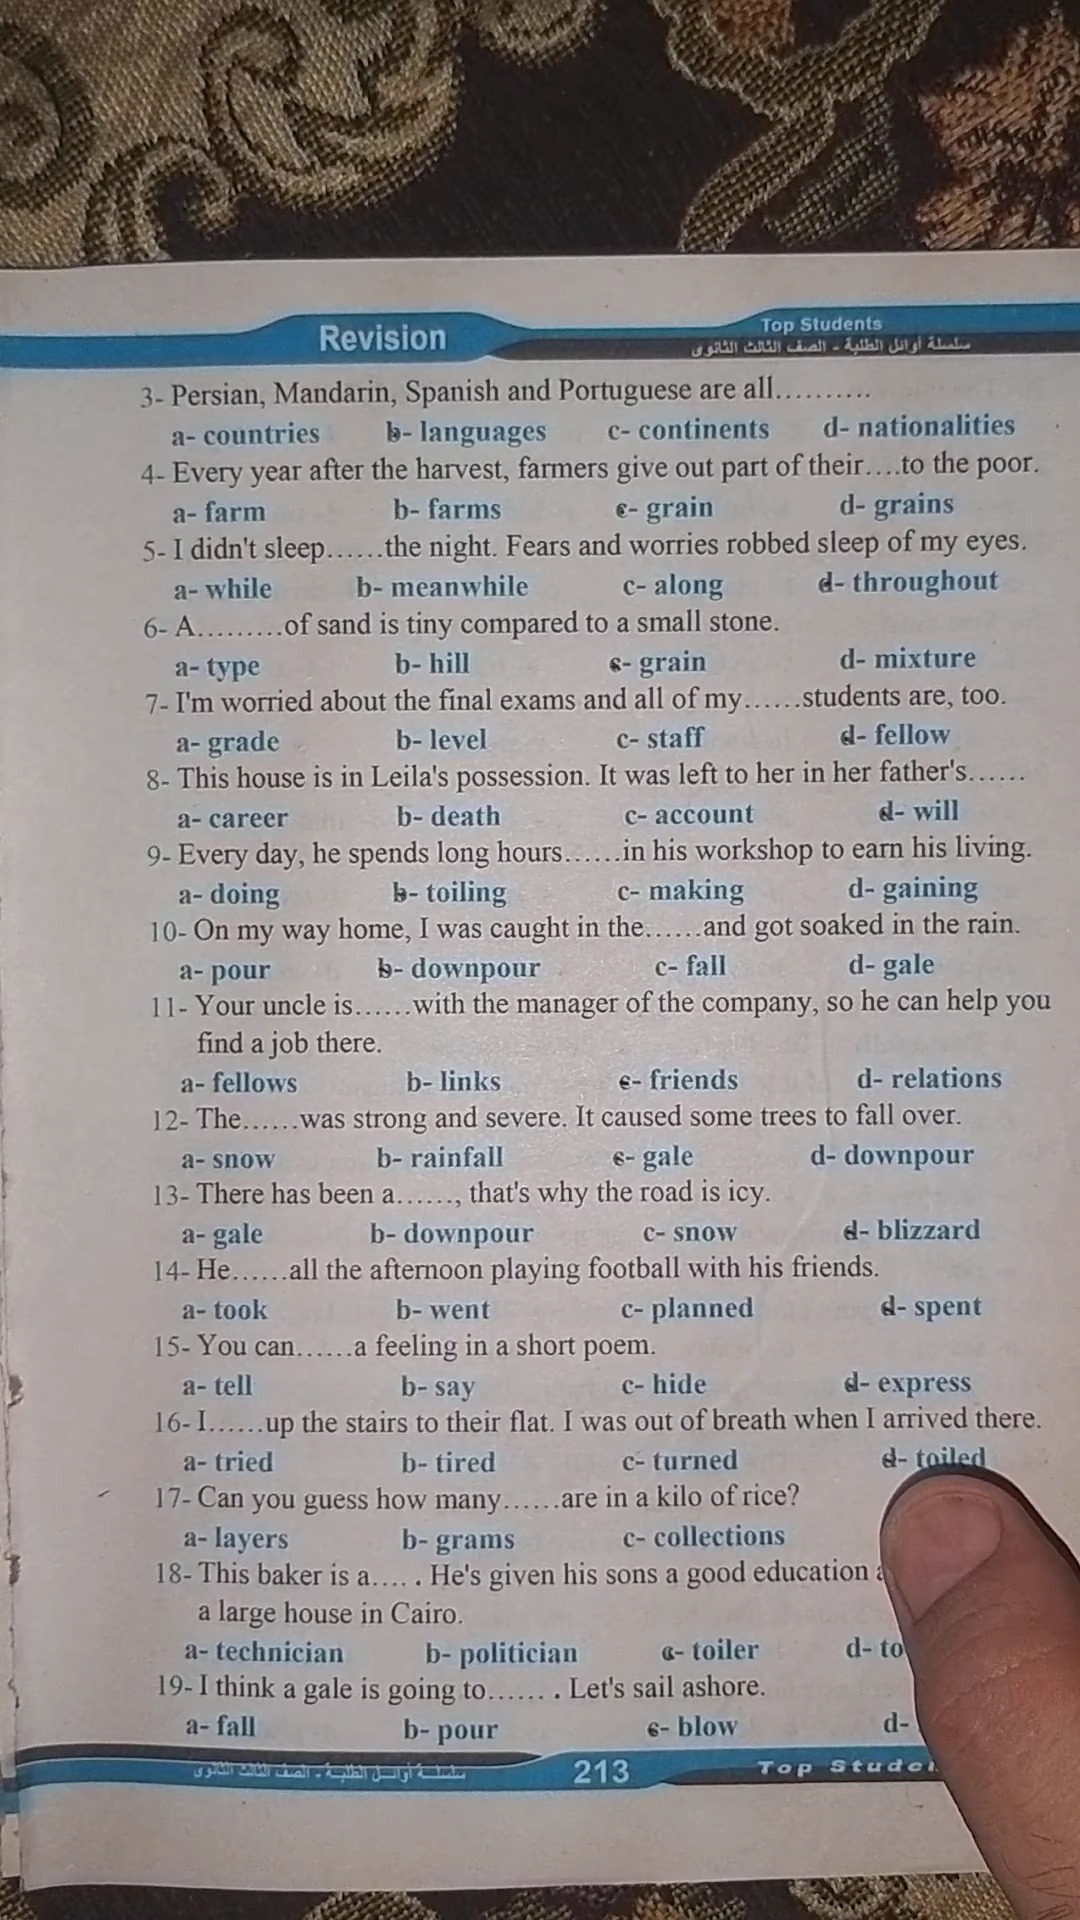 Revision
Top Students
سلسلة أوائل الطلبة - الصف الثالث الثانوى
3- Persian, Mandarin, Spanish and Portuguese are all..........
a- countries b- languages c- continents d- nationalities
4- Every year after the harvest, farmers give out part of their....to the poor.
a- farm b- farms c- grain d- grains
5- I didn't sleep......the night. Fears and worries robbed sleep of my eyes.
a- while b- meanwhile c- along d- throughout
6- A.........of sand is tiny compared to a small stone.
a- type b- hill c- grain d- mixture
7- I'm worried about the final exams and all of my......students are, too.
a- grade b- level c- staff d- fellow
8- This house is in Leila's possession. It was left to her in her father's......
a- career b- death c- account d- will
9- Every day, he spends long hours......in his workshop to earn his living.
a- doing b- toiling c- making d- gaining
10- On my way home, I was caught in the......and got soaked in the rain.
a- pour b- downpour c- fall d- gale
11- Your uncle is......with the manager of the company, so he can help you
find a job there.
a- fellows b- links c- friends d- relations
12- The......was strong and severe. It caused some trees to fall over.
a- snow b- rainfall c- gale d- downpour
13- There has been a......, that's why the road is icy.
a- gale b- downpour c- snow d- blizzard
14- He......all the afternoon playing football with his friends.
a- took b- went c- planned d- spent
15- You can......a feeling in a short poem.
a- tell b- say c- hide d- express
16- I......up the stairs to their flat. I was out of breath when I arrived there.
a- tried b- tired c- turned d- toiled
17- Can you guess how many......are in a kilo of rice?
a- layers b- grams c- collections
18- This baker is a..... . He's given his sons a good education
a large house in Cairo.
a- technician b- politician c- toiler d- to
19- I think a gale is going to....... . Let's sail ashore.
a- fall b- pour c- blow d-
سلسلة أوائل الطلبة - الصف الثالث الثانوى
213
Top Studen